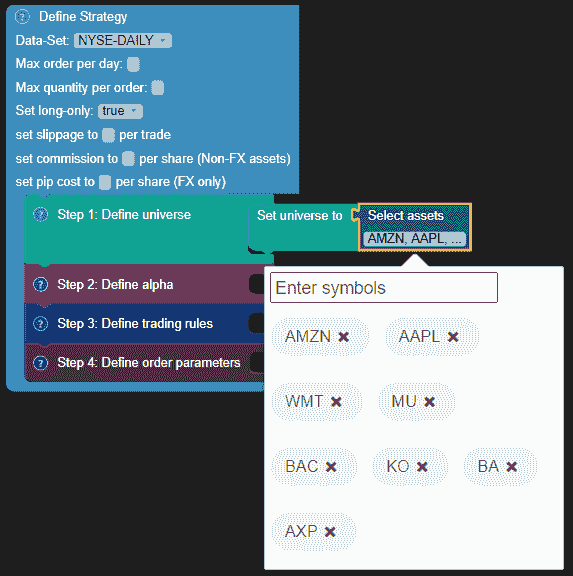 ? Define Strategy
Data-Set: NYSE-DAILY
Max order per day:
Max quantity per order:
Set long-only: true
set slippage to per trade
set commission to per share (Non-FX assets)
set pip cost to per share (FX only)
? Step 1: Define universe Set universe to Select assets
AMZN, AAPL, ...
? Step 2: Define alpha
Enter symbols
? Step 3: Define trading rules
AMZN × AAPL ×
? Step 4: Define order parameters
WMT × MU ×
BAC × KO × BA ×
AXP ×